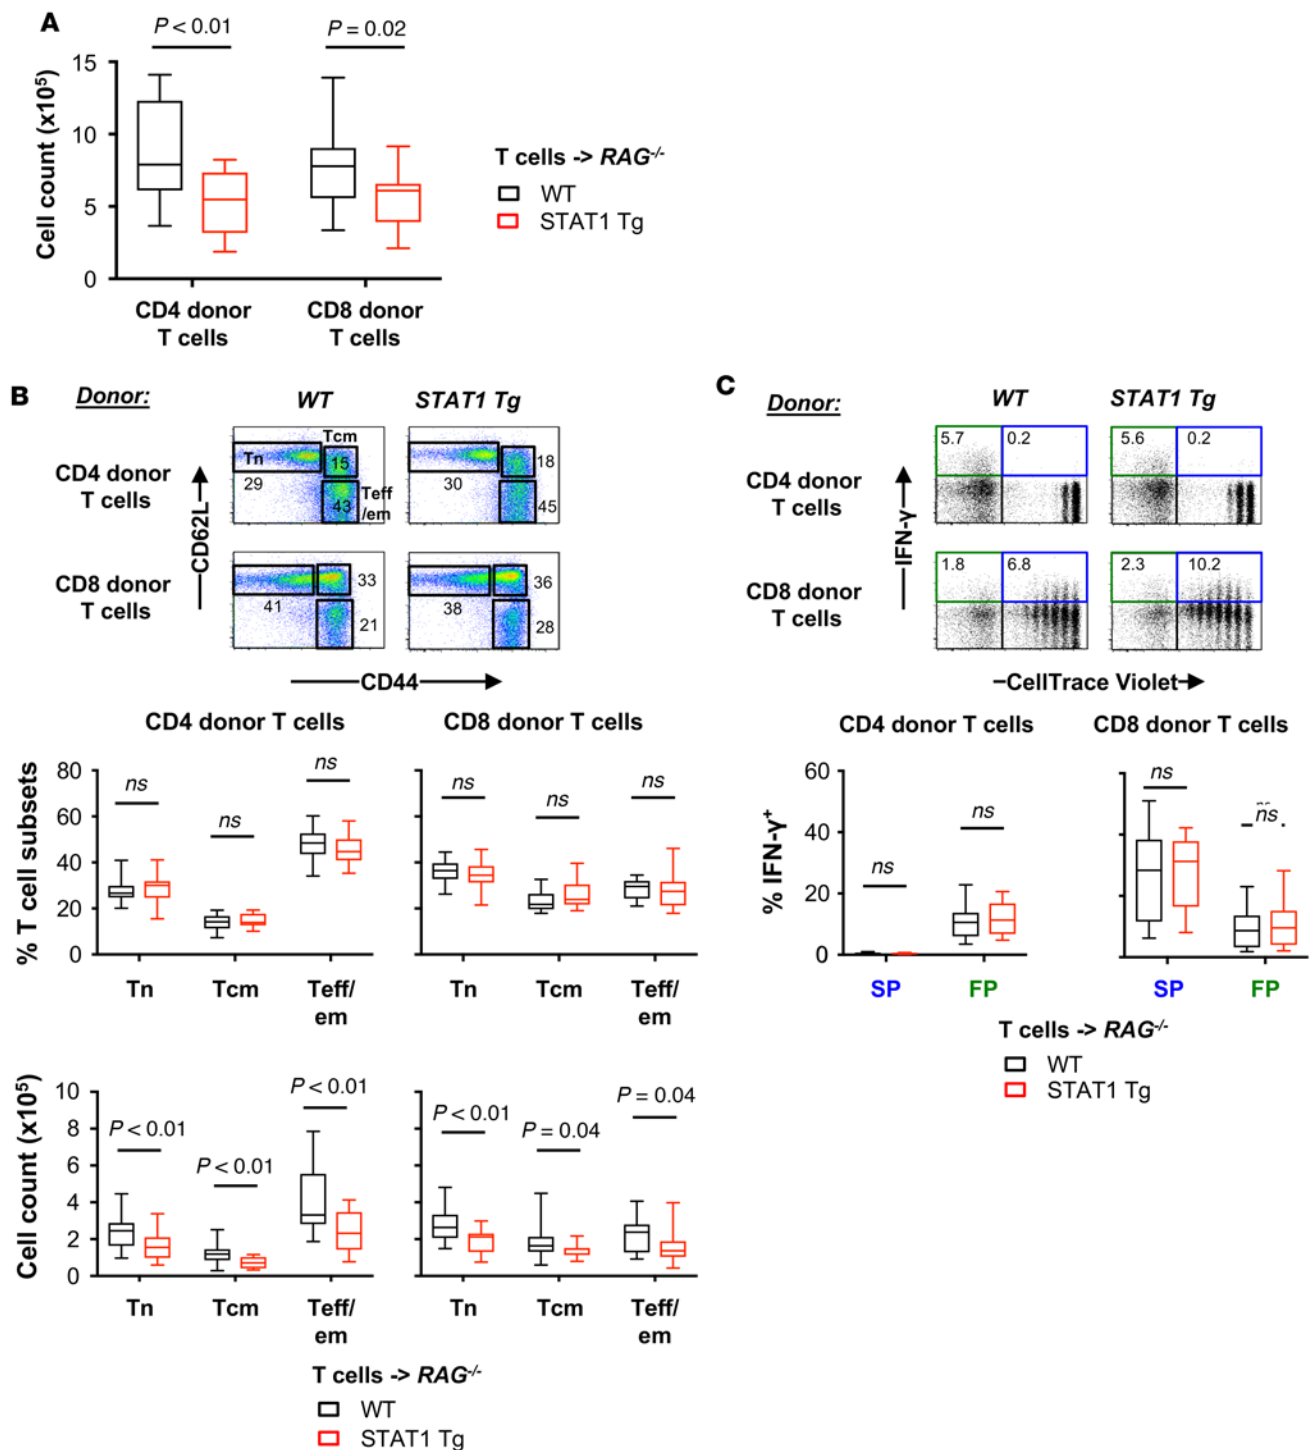 A
P < 0.01
P = 0.02
Cell count (x10⁵)
15
10
5
0
CD4 donor
T cells
CD8 donor
T cells
T cells -> RAG-/-
WT
STAT1 Tg
B
Donor:
WT
STAT1 Tg
CD4 donor
T cells
CD8 donor
T cells
CD62L
Tcm
Tn
15
29
43
Teff
/em
18
30
45
33
41
21
36
38
28
CD44
CD4 donor T cells
CD8 donor T cells
% T cell subsets
80
60
40
20
0
ns
ns
ns
ns
ns
ns
Tn
Tcm
Teff/
em
Tn
Tcm
Teff/
em
Cell count (x10⁵)
10
8
6
4
2
0
P < 0.01
P < 0.01
P < 0.01
P < 0.01
P = 0.04
P = 0.04
Tn
Tcm
Teff/
em
Tn
Tcm
Teff/
em
T cells -> RAG-/-
WT
STAT1 Tg
C
Donor:
WT
STAT1 Tg
CD4 donor
T cells
CD8 donor
T cells
IFN-γ
5.7
0.2
5.6
0.2
1.8
6.8
2.3
10.2
CellTrace Violet
CD4 donor T cells
CD8 donor T cells
% IFN-γ⁺
60
40
20
0
ns
ns
ns
ns
SP
FP
SP
FP
T cells -> RAG-/-
WT
STAT1 Tg